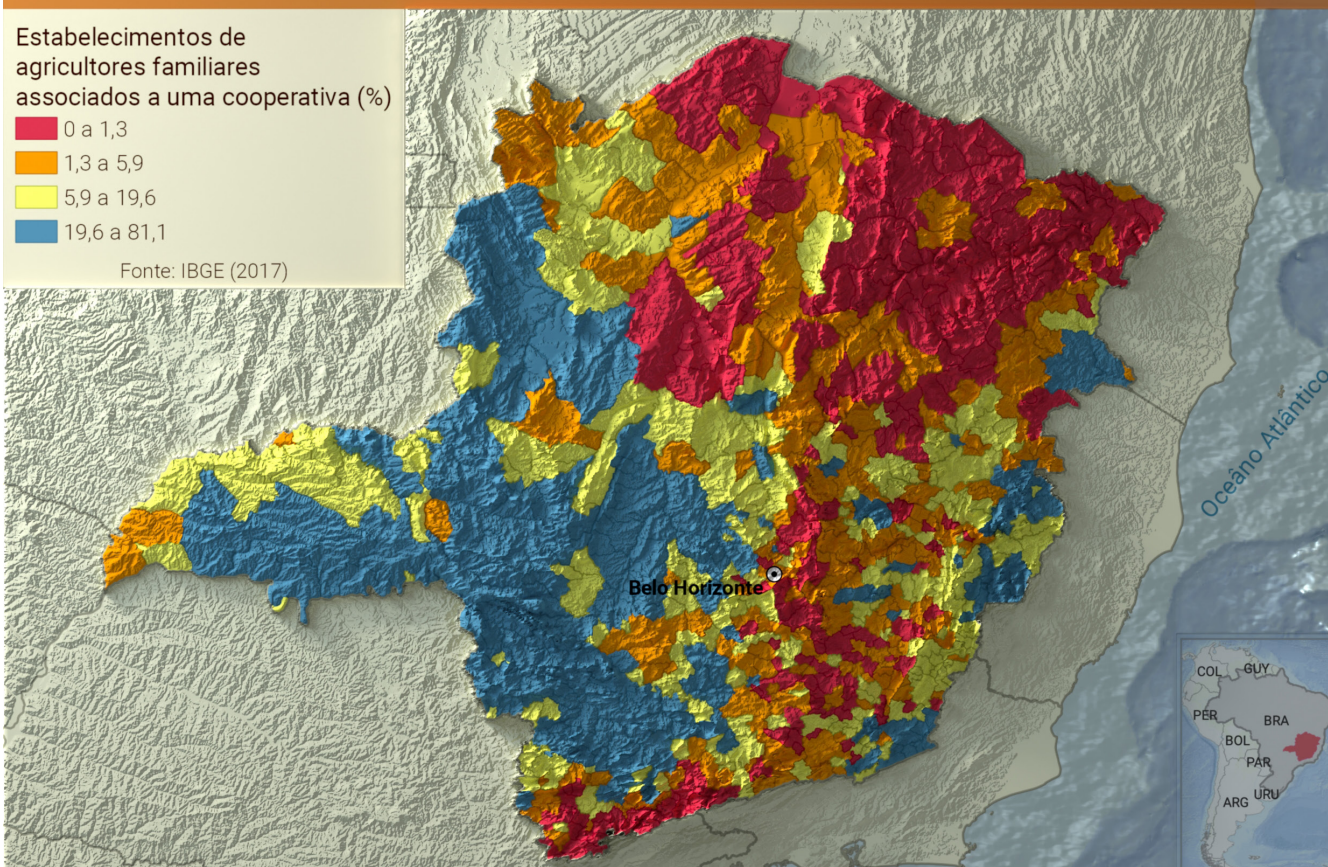 Estabelecimentos de
agricultores familiares
associados a uma cooperativa (%)
0 a 1,3
1,3 a 5,9
5,9 a 19,6
19,6 a 81,1
Fonte: IBGE (2017)
Belo Horizonte
Oceâno Atlântico
COL
GUY
PER
BRA
BOL
PAR
ARG
URU